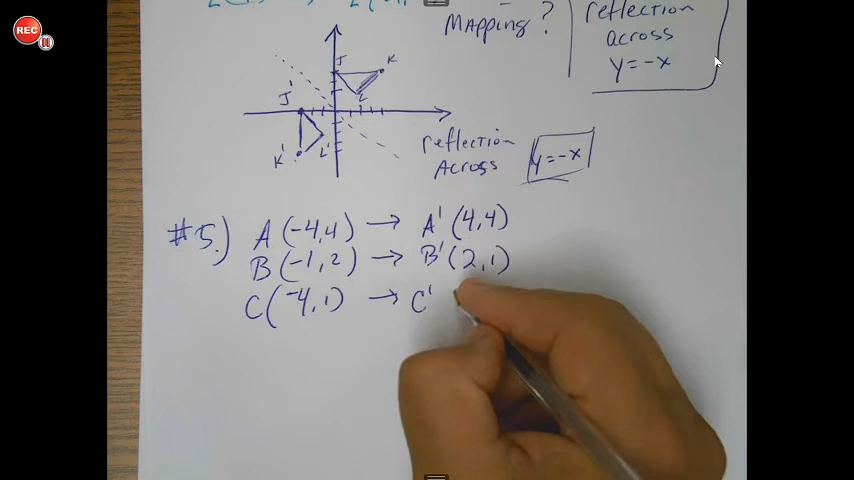 REC
MAPPING?
reflection
across
y=-x
J
K
L
J'
K'
L'
reflection
Across
y=-x
#5.) A(-4,4) → A'(4,4)
B(-1,2) → B'(2,1)
C(-4,1) → C'